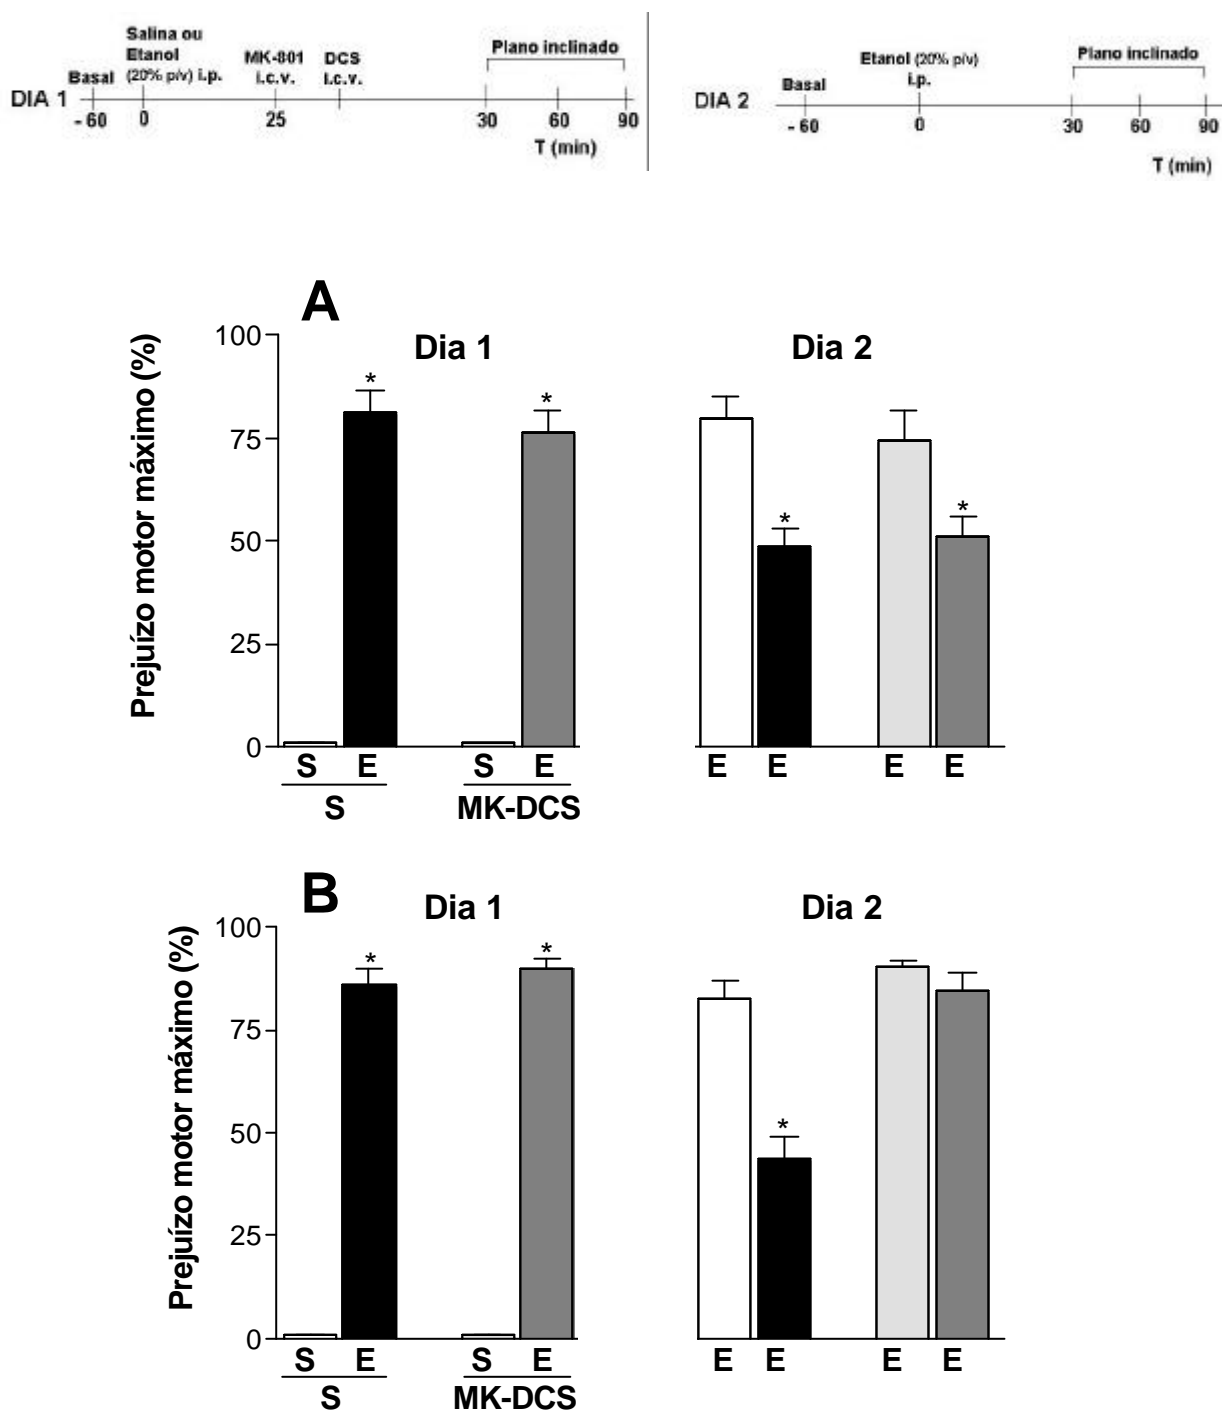 Salina ou
Etanol
(20% p/v) i.p.
MK-801
i.c.v.
DCS
i.c.v.
Plano inclinado
Basal
DIA 1
- 60
0
25
30
60
90
T (min)
Etanol (20% p/v)
i.p.
Plano inclinado
Basal
DIA 2
- 60
0
30
60
90
T (min)
A
Dia 1
Dia 2
Prejuízo motor máximo (%)
100
75
50
25
0
*
*
*
*
S E S E E E E E
S MK-DCS
B
Dia 1
Dia 2
Prejuízo motor máximo (%)
100
75
50
25
0
*
*
*
S E S E E E E E
S MK-DCS